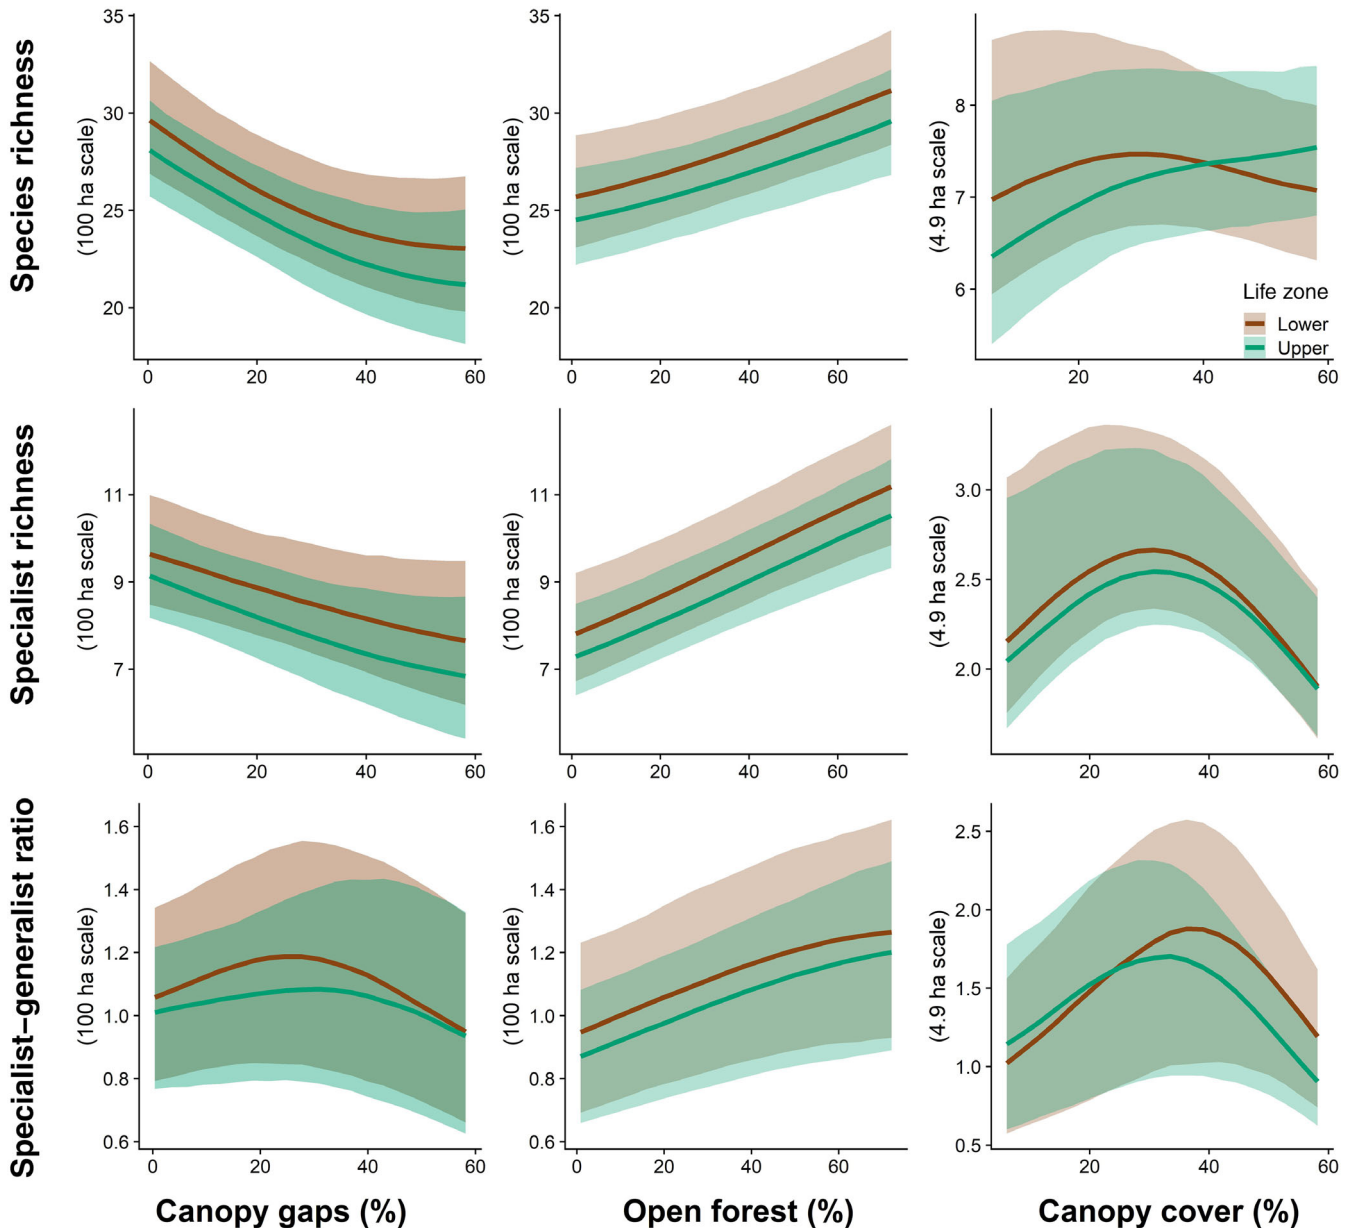 Species richness
(100 ha scale)
35
30
25
20
0 20 40 60
(100 ha scale)
35
30
25
20
0 20 40 60
(4.9 ha scale)
8
7
6
20 40 60
Life zone
Lower
Upper
Specialist richness
(100 ha scale)
11
9
7
0 20 40 60
(100 ha scale)
11
9
7
0 20 40 60
(4.9 ha scale)
3.0
2.5
2.0
20 40 60
Specialist–generalist ratio
(100 ha scale)
1.6
1.4
1.2
1.0
0.8
0.6
0 20 40 60
(100 ha scale)
1.6
1.4
1.2
1.0
0.8
0.6
0 20 40 60
(4.9 ha scale)
2.5
2.0
1.5
1.0
0.5
20 40 60
Canopy gaps (%)
Open forest (%)
Canopy cover (%)